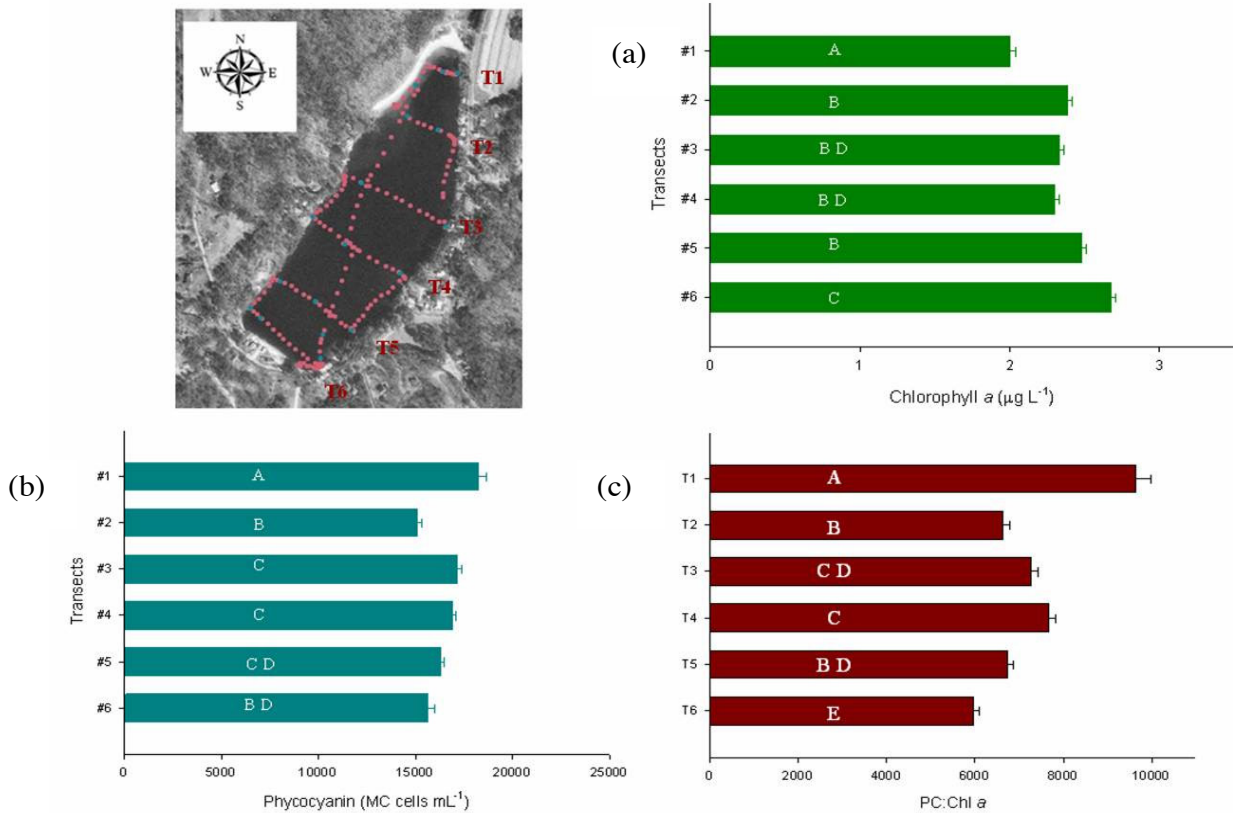 N
W E
S
T1
T2
T3
T4
T5
T6
(a)
Transects
#1 A
#2 B
#3 B D
#4 B D
#5 B
#6 C
0 1 2 3
Chlorophyll a (µg L-1)
(b)
Transects
#1 A
#2 B
#3 C
#4 C
#5 C D
#6 B D
0 5000 10000 15000 20000 25000
Phycocyanin (MC cells mL-1)
(c)
T1 A
T2 B
T3 C D
T4 C
T5 B D
T6 E
0 2000 4000 6000 8000 10000
PC:Chl a